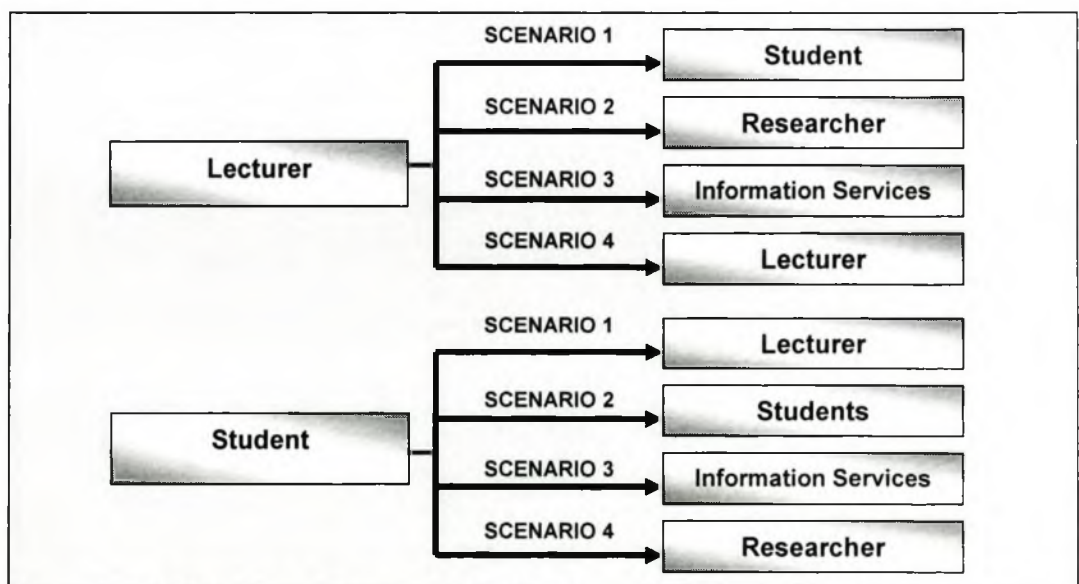 SCENARIO 1
Student
SCENARIO 2
Researcher
Lecturer
SCENARIO 3
Information Services
SCENARIO 4
Lecturer
SCENARIO 1
Lecturer
SCENARIO 2
Students
Student
SCENARIO 3
Information Services
SCENARIO 4
Researcher